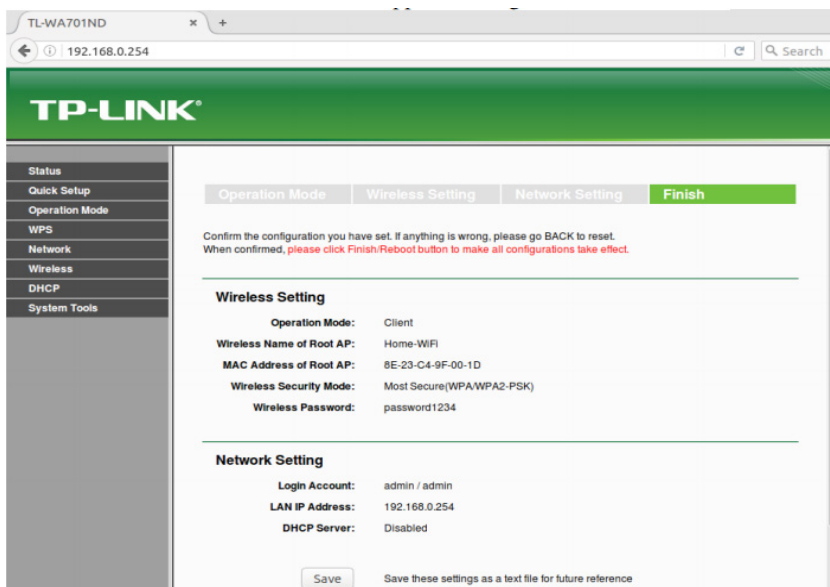 TL-WA701ND
192.168.0.254
Search
TP-LINK®
Status
Quick Setup
Operation Mode
WPS
Network
Wireless
DHCP
System Tools
Operation Mode Wireless Setting Network Setting Finish
Confirm the configuration you have set. If anything is wrong, please go BACK to reset.
When confirmed, please click Finish/Reboot button to make all configurations take effect.
Wireless Setting
Operation Mode: Client
Wireless Name of Root AP: Home-WiFi
MAC Address of Root AP: 8E-23-C4-9F-00-1D
Wireless Security Mode: Most Secure(WPA/WPA2-PSK)
Wireless Password: password1234
Network Setting
Login Account: admin / admin
LAN IP Address: 192.168.0.254
DHCP Server: Disabled
Save Save these settings as a text file for future reference